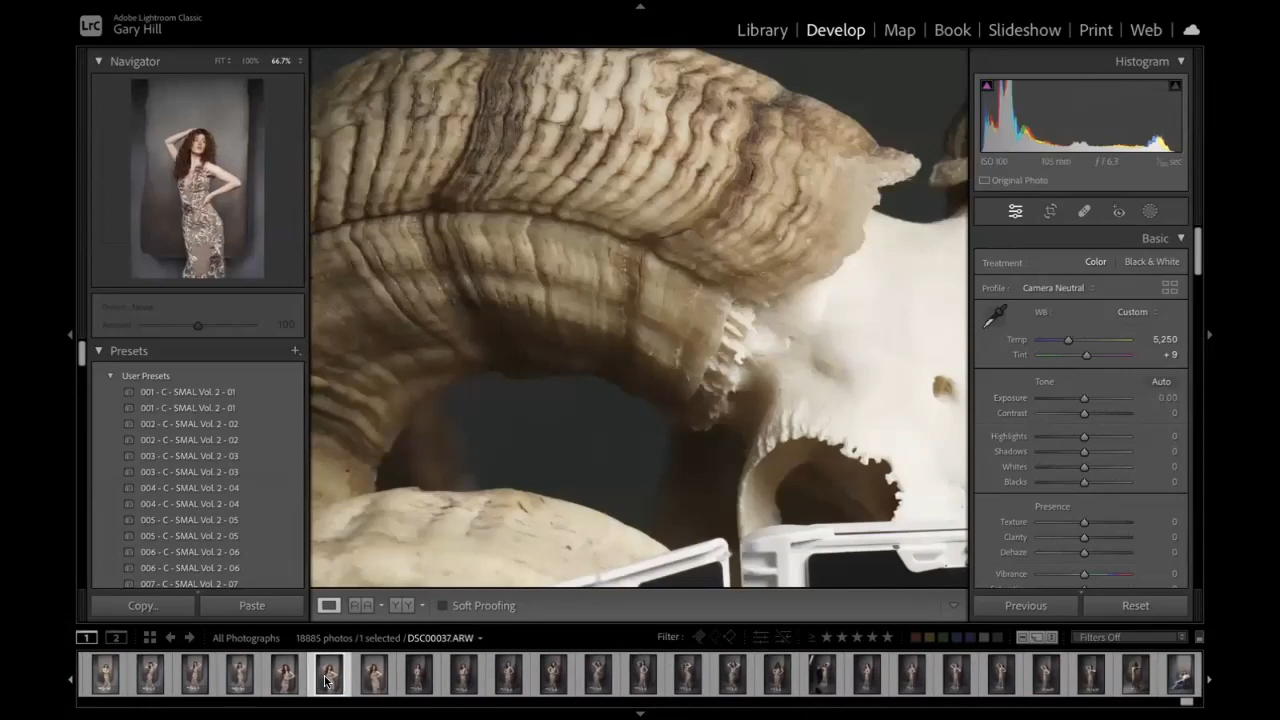 LrC
Adobe Lightroom Classic
Gary Hill
Library | Develop | Map | Book | Slideshow | Print | Web
Navigator
FIT
100%
66.7%
Preset: None
Amount
100
Presets
User Presets
001 - C - SMAL Vol. 2 - 01
001 - C - SMAL Vol. 2 - 01
002 - C - SMAL Vol. 2 - 02
002 - C - SMAL Vol. 2 - 02
003 - C - SMAL Vol. 2 - 03
003 - C - SMAL Vol. 2 - 03
004 - C - SMAL Vol. 2 - 04
004 - C - SMAL Vol. 2 - 04
005 - C - SMAL Vol. 2 - 05
005 - C - SMAL Vol. 2 - 05
006 - C - SMAL Vol. 2 - 06
006 - C - SMAL Vol. 2 - 06
007 - C - SMAL Vol. 2 - 07
Copy...
Paste
Histogram
ISO 100 105 mm ƒ / 6.3 sec
Original Photo
Basic
Treatment: Color Black & White
Profile: Camera Neutral
WB: Custom
Temp 5,250
Tint + 9
Tone Auto
Exposure 0.00
Contrast 0
Highlights 0
Shadows 0
Whites 0
Blacks 0
Presence
Texture 0
Clarity 0
Dehaze 0
Vibrance 0
Previous
Reset
R A
Y Y
Soft Proofing
1 2 All Photographs 18885 photos / 1 selected / DSC00037.ARW
Filter: ≥ ★★★★★ Filters Off